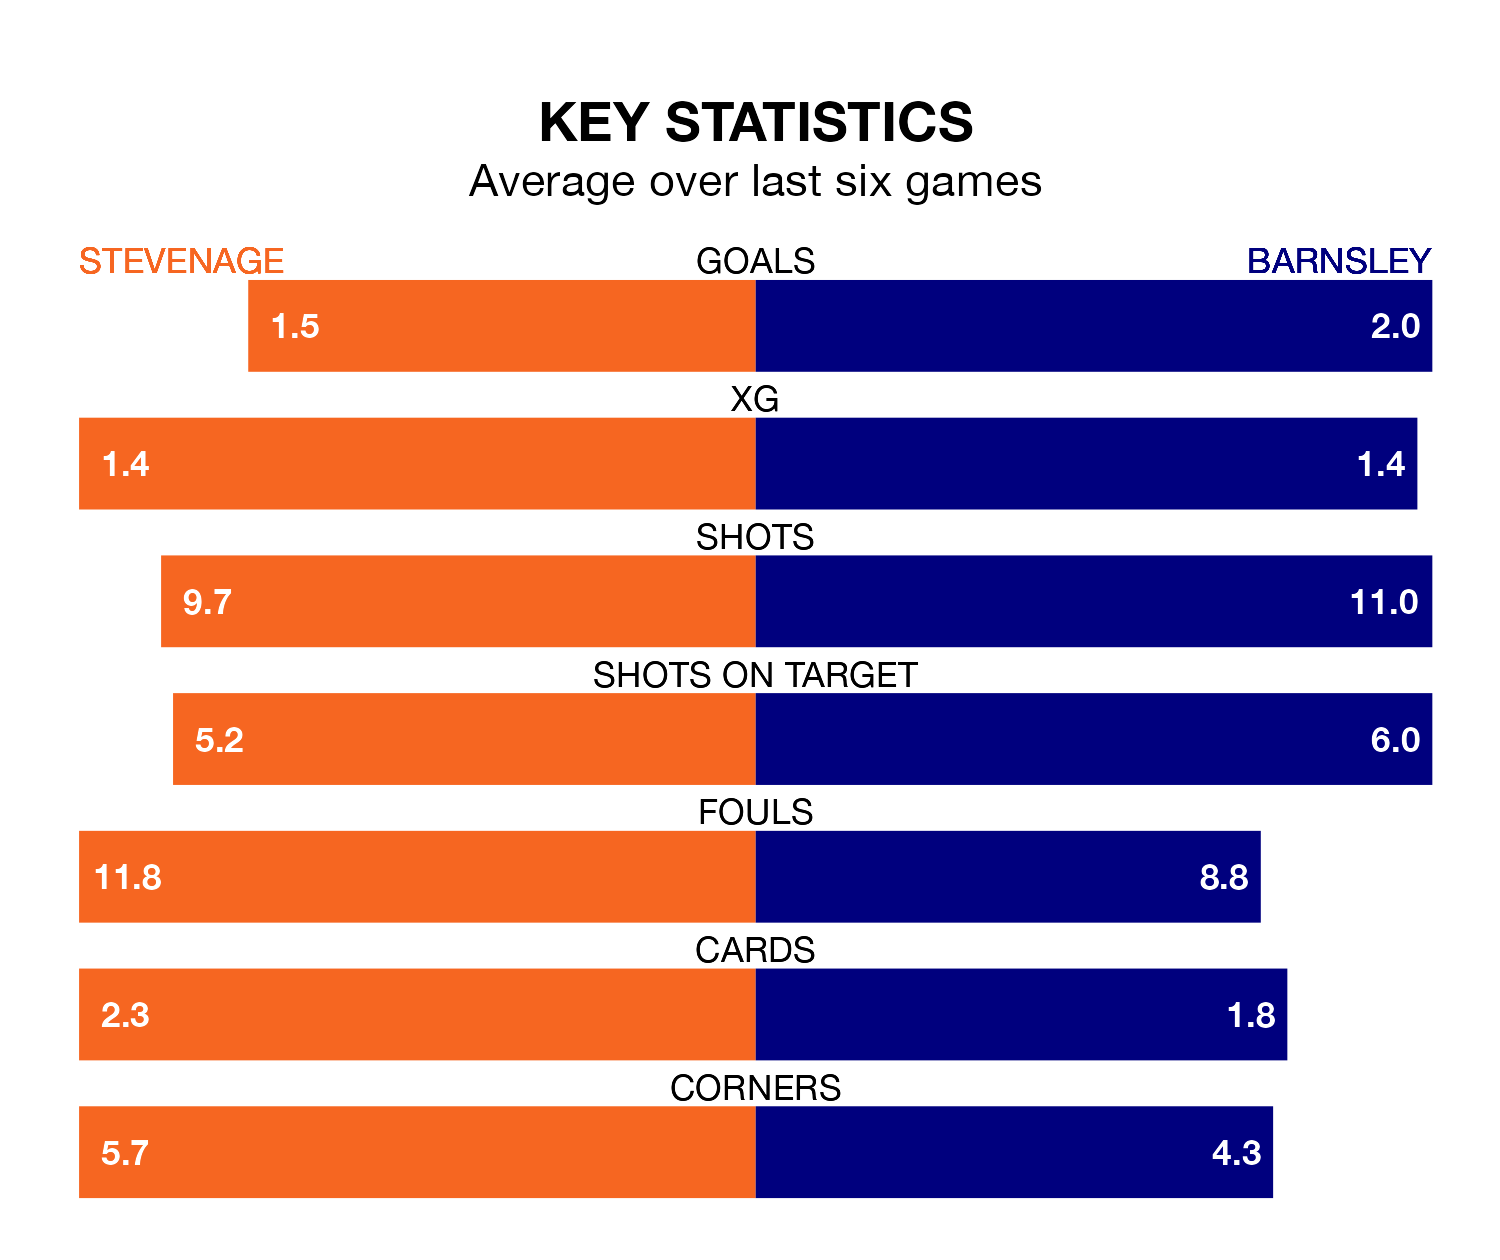 KEY STATISTICS
Average over last six games
STEVENAGE GOALS BARNSLEY
1.5 2.0
XG
1.4 1.4
SHOTS
9.7 11.0
SHOTS ON TARGET
5.2 6.0
FOULS
11.8 8.8
CARDS
2.3 1.8
CORNERS
5.7 4.3